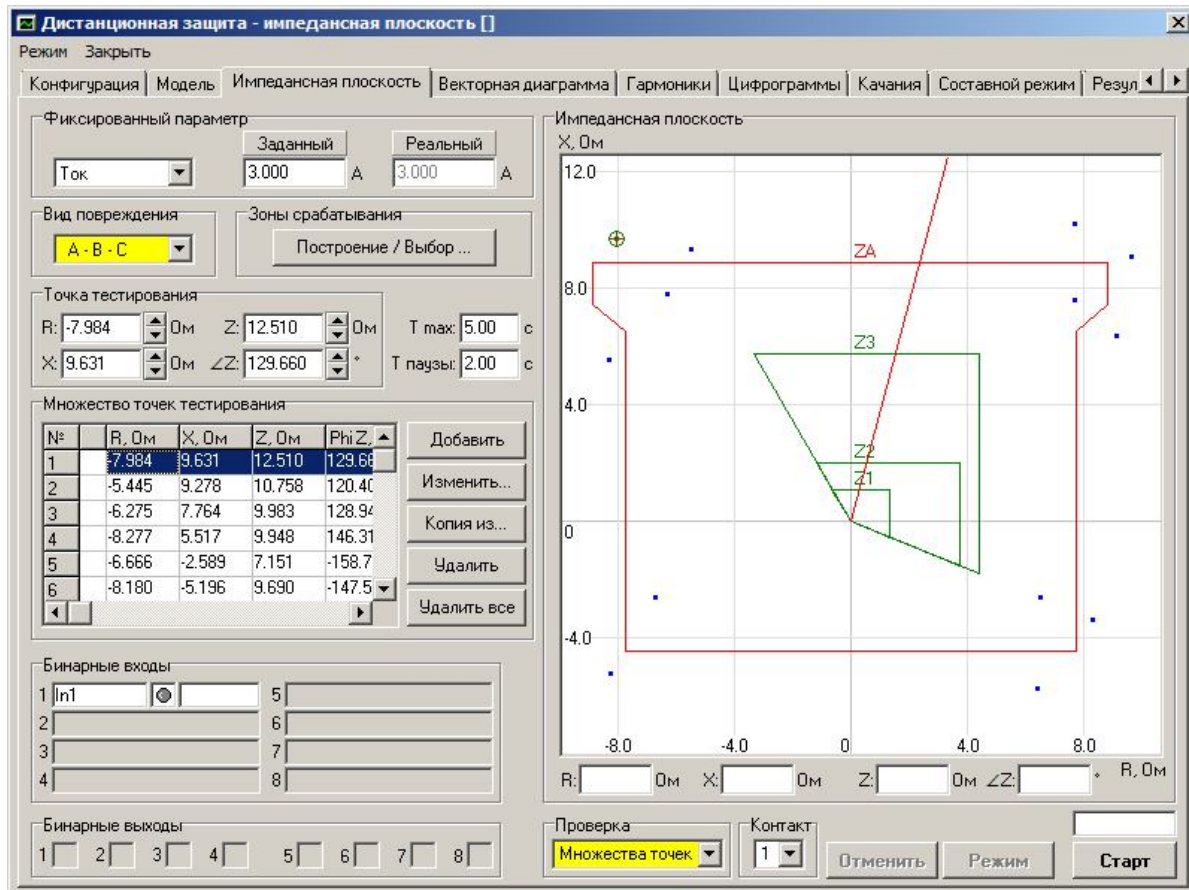 Дистанционная защита - импедансная плоскость []
Режим Закрыть
Конфигурация Модель Импедансная плоскость Векторная диаграмма Гармоники Цифрограммы Качания Составной режим Резул
Фиксированный параметр
Заданный Реальный
Ток 3.000 А 3.000 А
Вид повреждения
A - B - C
Зоны срабатывания
Построение / Выбор ...
Точка тестирования
R: -7.984 Ом Z: 12.510 Ом T max: 5.00 с
X: 9.631 Ом ∠Z: 129.660 ° Т паузы: 2.00 с
Множество точек тестирования
№ R, Ом X, Ом Z, Ом Phi Z,
1 -7.984 9.631 12.510 129.66
2 -5.445 9.278 10.758 120.40
3 -6.275 7.764 9.983 128.94
4 -8.277 5.517 9.948 146.31
5 -6.666 -2.589 7.151 -158.7
6 -8.180 -5.196 9.690 -147.5
Добавить
Изменить...
Копия из...
Удалить
Удалить все
Бинарные входы
1 In1 5
2 6
3 7
4 8
Бинарные выходы
1 2 3 4 5 6 7 8
Импедансная плоскость
X, Ом
12.0
ZA
8.0
Z3
4.0
Z2
Z1
0
-4.0
-8.0 -4.0 0 4.0 8.0
R, Ом
R: Ом X: Ом Z: Ом ∠Z: °
Проверка
Множества точек
Контакт
1
Отменить Режим Старт